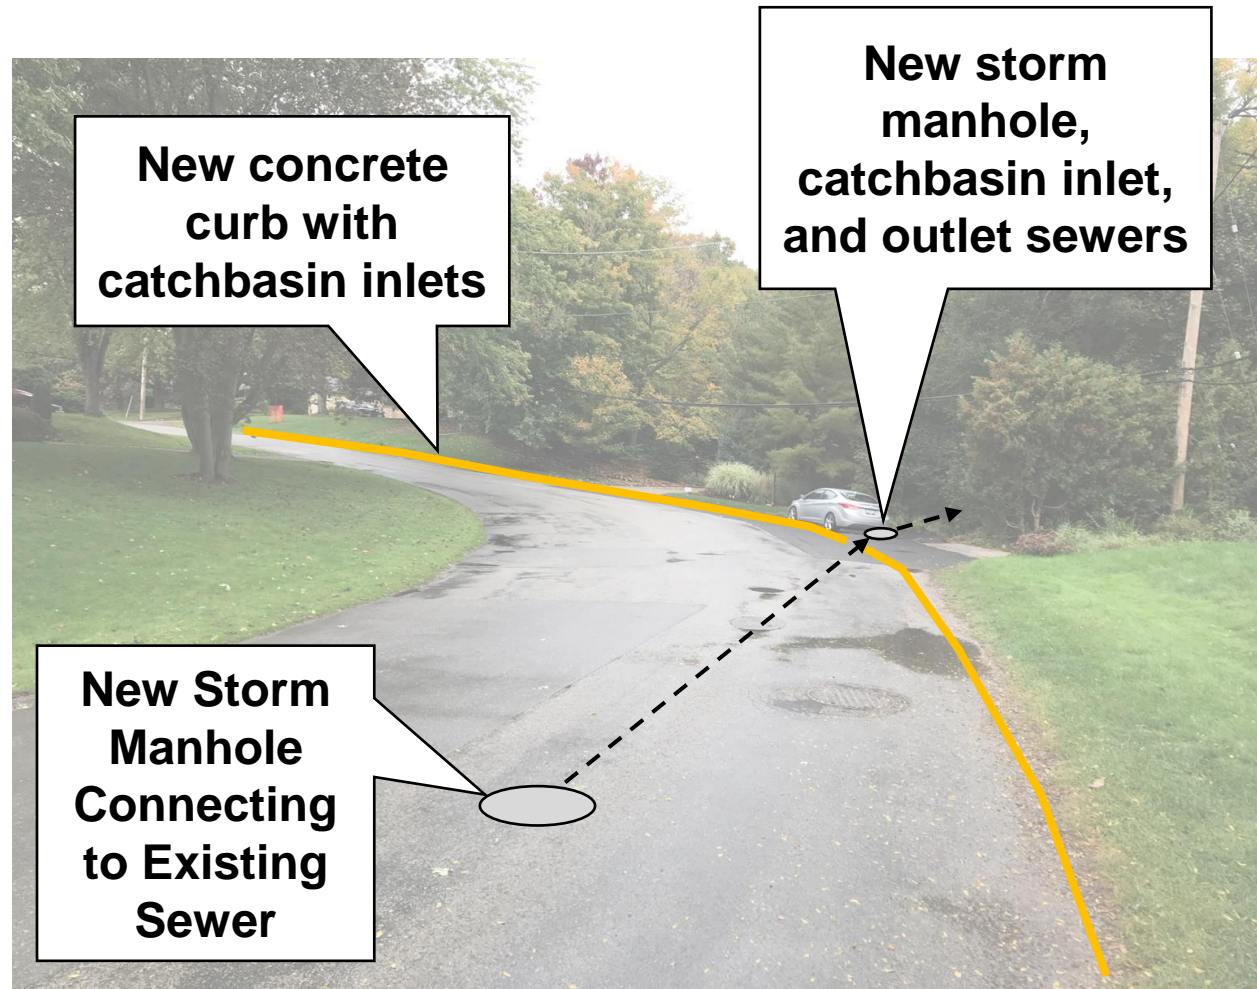 New concrete
curb with
catchbasin inlets
New storm
manhole,
catchbasin inlet,
and outlet sewers
New Storm
Manhole
Connecting
to Existing
Sewer